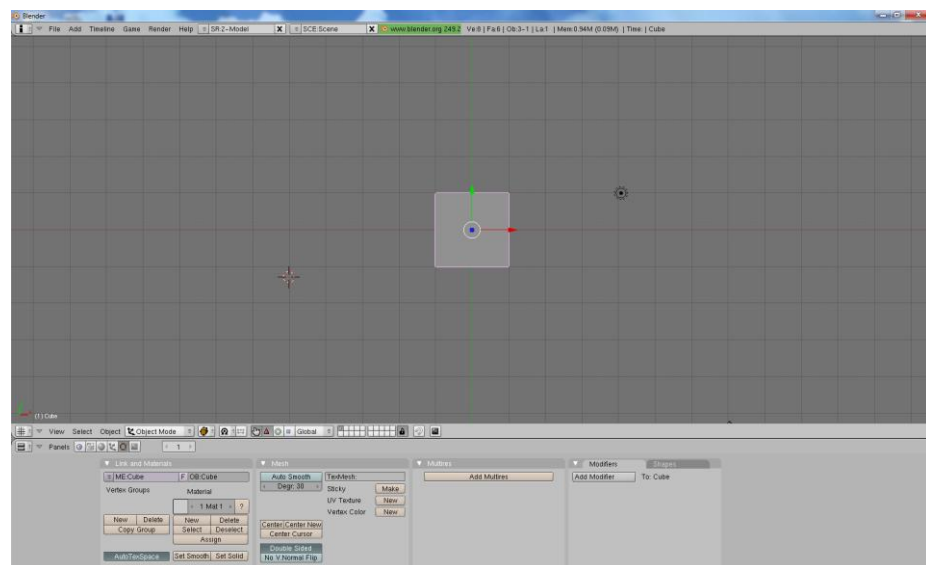 Blender
File Add Timeline Game Render Help SR:2-Model X SCE:Scene X www.blender.org 249.2 Ve:8 | Fa:6 | Ob:3-1 | La:1 | Mem:0.94M (0.09M) | Time: | Cube
(1) Cube
View Select Object Object Mode Global
Panels 1
Link and Materials Mesh Multires Modifiers Shapes
ME:Cube F OB:Cube Auto Smooth TexMesh: Add Multires Add Modifier To: Cube
Vertex Groups Material Degr: 30 Sticky Make
1 Mat 1 ? UV Texture New
Vertex Color New
New Delete New Delete
Copy Group Select Deselect Center Center New
Assign Center Cursor
Double Sided
AutoTexSpace Set Smooth Set Solid No V.Normal Flip